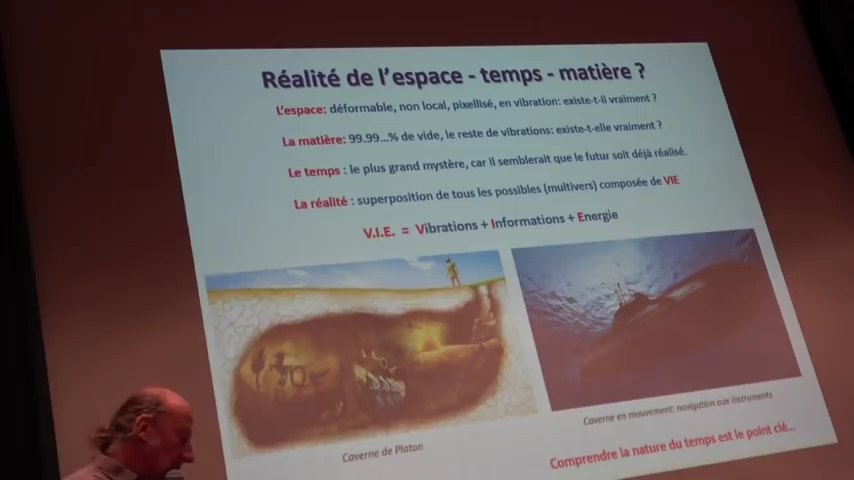 Réalité de l'espace - temps - matière ?
L'espace: déformable, non local, pixellisé, en vibration: existe-t-il vraiment ?
La matière: 99.99...% de vide, le reste de vibrations: existe-t-elle vraiment ?
Le temps : le plus grand mystère, car il semblerait que le futur soit déjà réalisé.
La réalité : superposition de tous les possibles (multivers) composée de VIE
V.I.E. = Vibrations + Informations + Energie
Caverne de Platon
Caverne en mouvement: navigation aux instruments
Comprendre la nature du temps est le point clé...